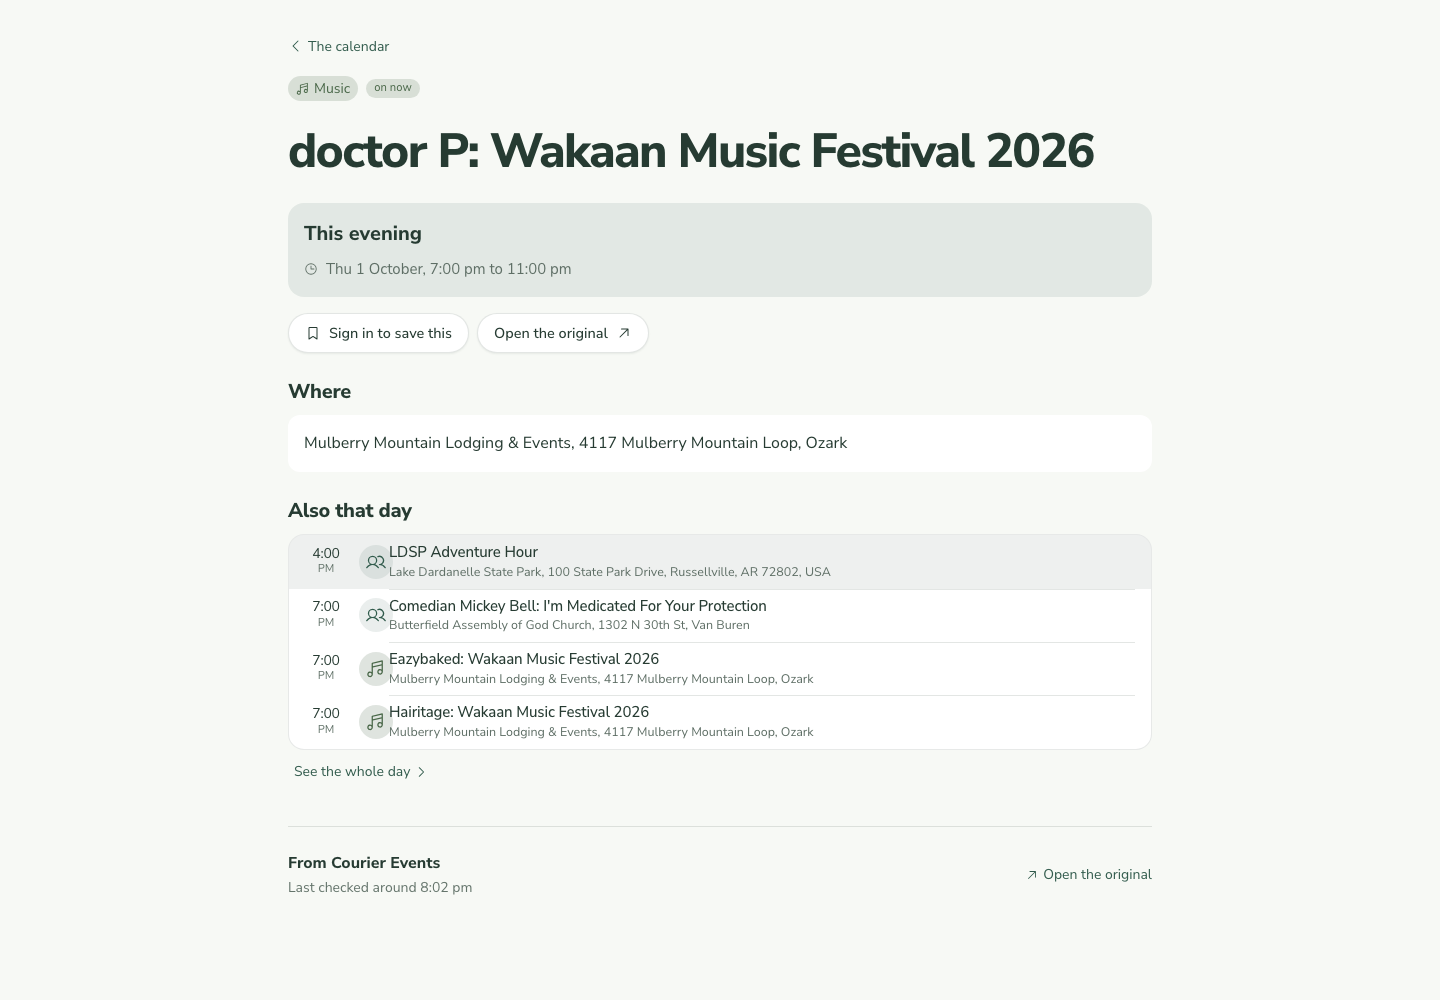 The calendar
Music
on now
doctor P: Wakaan Music Festival 2026
This evening
Thu 1 October, 7:00 pm to 11:00 pm
Sign in to save this
Open the original
Where
Mulberry Mountain Lodging & Events, 4117 Mulberry Mountain Loop, Ozark
Also that day
4:00 PM
LDSP Adventure Hour
Lake Dardanelle State Park, 100 State Park Drive, Russellville, AR 72802, USA
7:00 PM
Comedian Mickey Bell: I'm Medicated For Your Protection
Butterfield Assembly of God Church, 1302 N 30th St, Van Buren
7:00 PM
Eazybaked: Wakaan Music Festival 2026
Mulberry Mountain Lodging & Events, 4117 Mulberry Mountain Loop, Ozark
7:00 PM
Hairitage: Wakaan Music Festival 2026
Mulberry Mountain Lodging & Events, 4117 Mulberry Mountain Loop, Ozark
See the whole day
From Courier Events
Last checked around 8:02 pm
Open the original